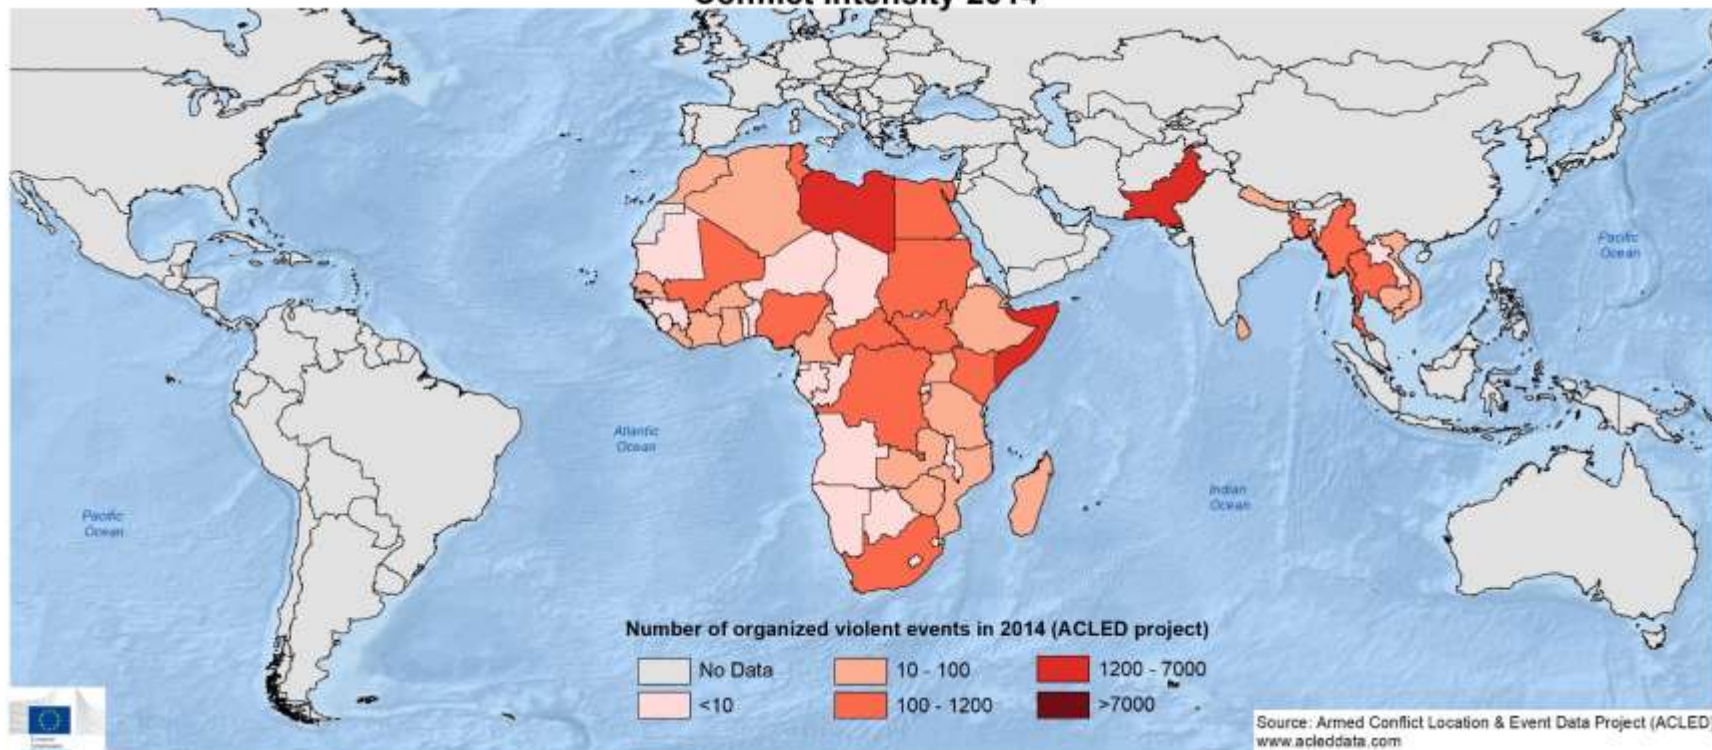 Conflict Intensity 2014
Pacific
Ocean
Atlantic
Ocean
Indian
Ocean
Pacific
Ocean
Number of organized violent events in 2014 (ACLED project)
No Data
10 - 100
1200 - 7000
<10
100 - 1200
>7000
Source: Armed Conflict Location & Event Data Project (ACLED)
www.acleddata.com